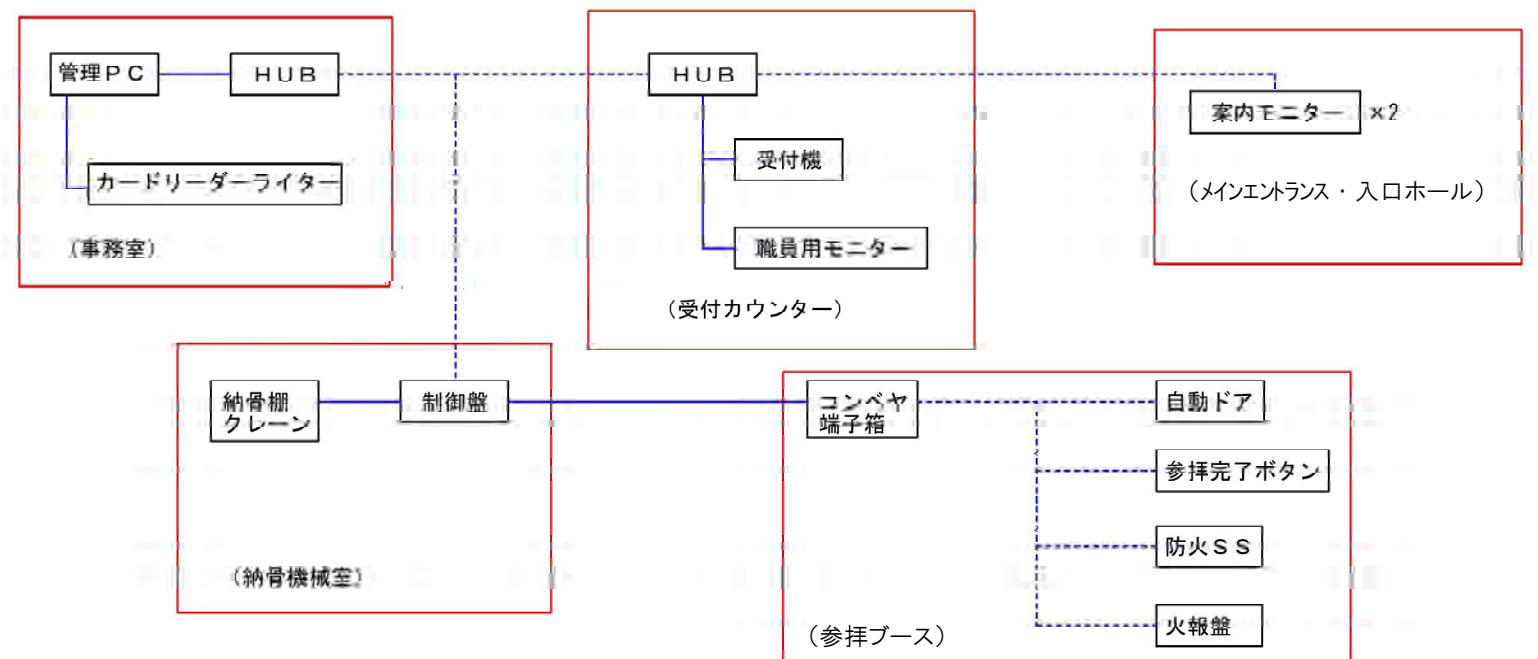 管理ＰＣ
ＨＵＢ
カードリーダーライター
(事務室)
ＨＵＢ
受付機
職員用モニター
（受付カウンター）
案内モニター ×2
（メインエントランス・入口ホール）
納骨棚
クレーン
制御盤
（納骨機械室）
コンベヤ
端子箱
自動ドア
参拝完了ボタン
防火ＳＳ
火報盤
（参拝ブース）